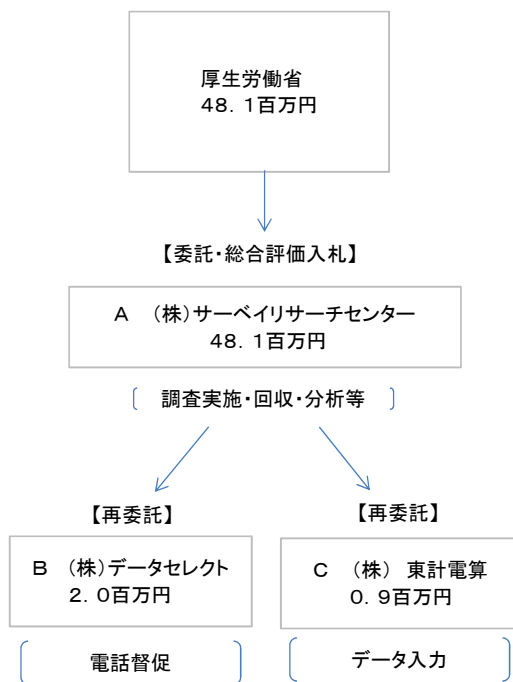 厚生労働省
48．1百万円
【委託・総合評価入札】
A　（株）サーベイリサーチセンター
48．1百万円
調査実施・回収・分析等
【再委託】
B　（株）データセレクト
2．0百万円
電話督促
【再委託】
C　（株）　東計電算
0．9百万円
データ入力